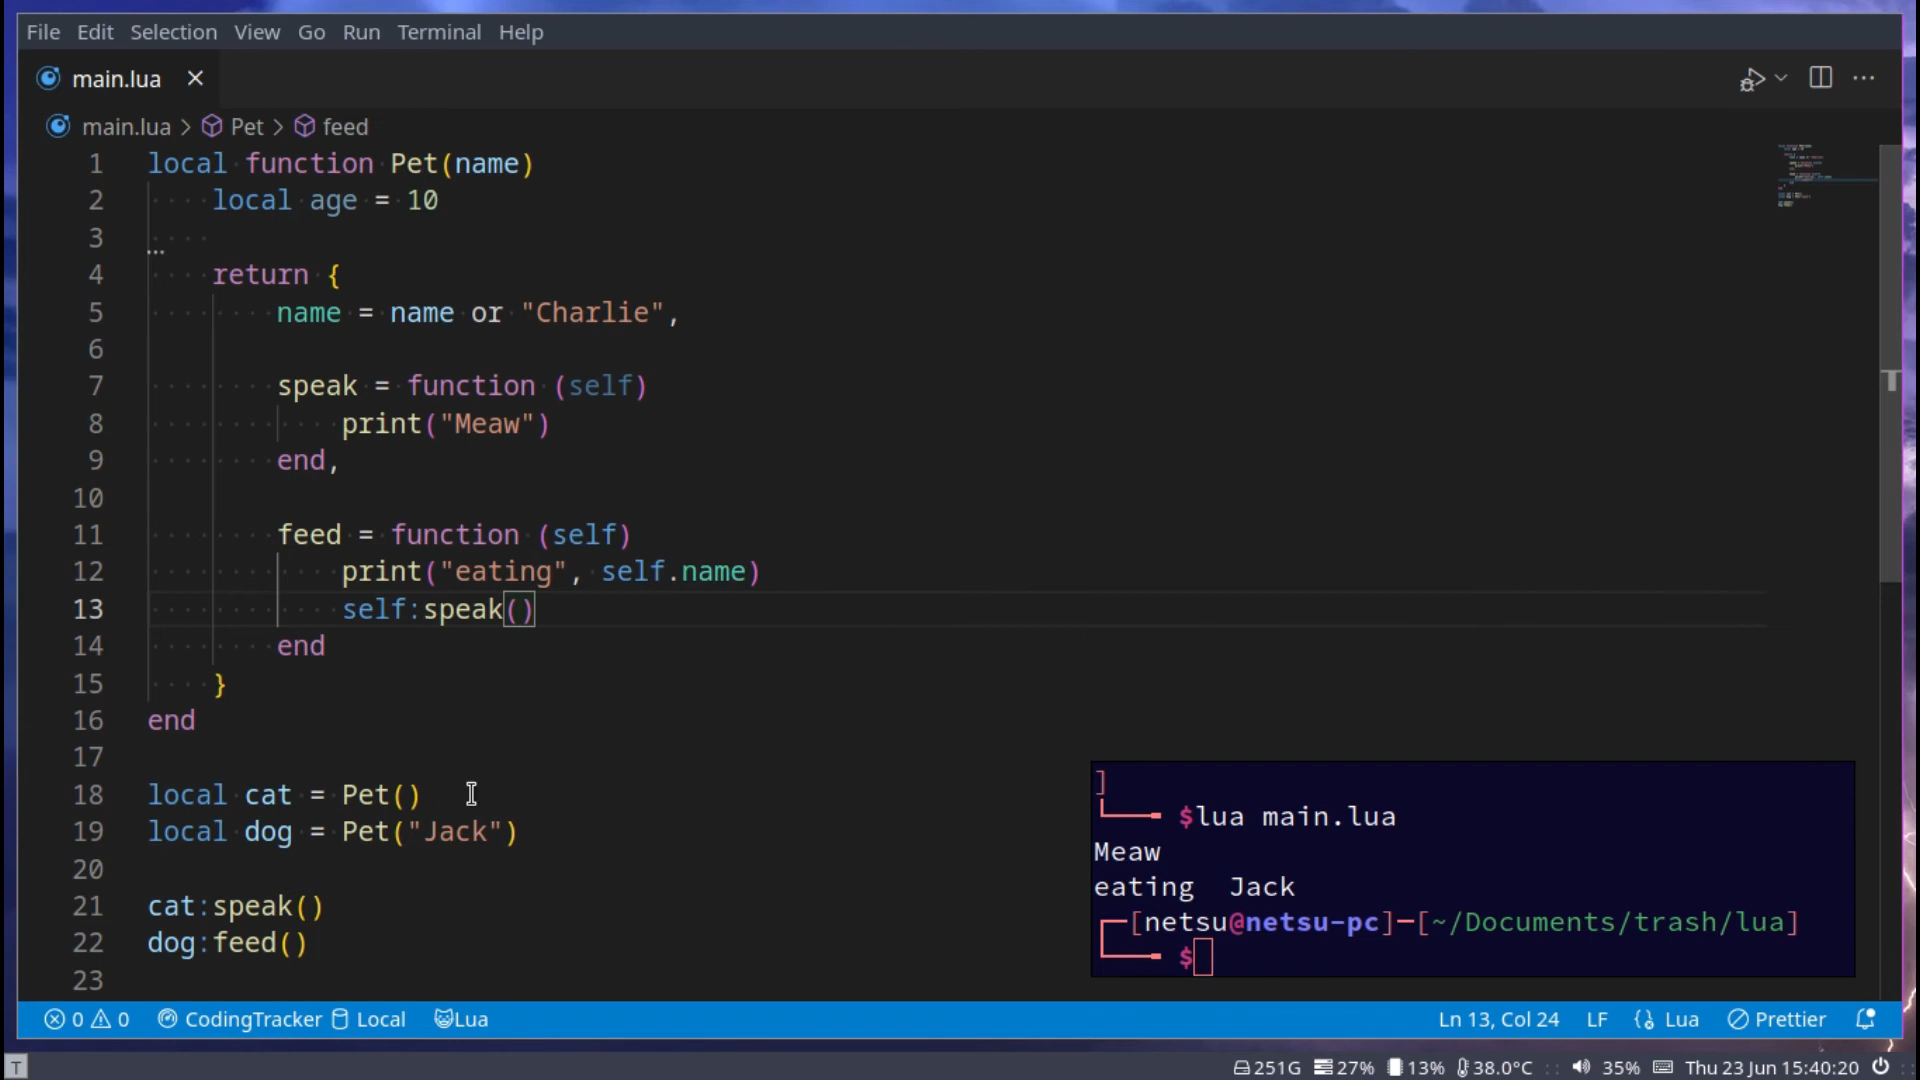 File Edit Selection View Go Run Terminal Help
main.lua
main.lua > Pet > feed
1 local function Pet(name)
2 local age = 10
3
4 return {
5 name = name or "Charlie",
6
7 speak = function (self)
8 print("Meaw")
9 end,
10
11 feed = function (self)
12 print("eating", self.name)
13 self:speak()
14 end
15 }
16 end
17
18 local cat = Pet()
19 local dog = Pet("Jack")
20
21 cat:speak()
22 dog:feed()
23
]
$lua main.lua
Meaw
eating Jack
[netsu@netsu-pc]-[~/Documents/trash/lua]
$
0 0 CodingTracker Local Lua Ln 13, Col 24 LF {} Lua Prettier
T 251G 27% 13% 38.0°C :: 35% Thu 23 Jun 15:40:20